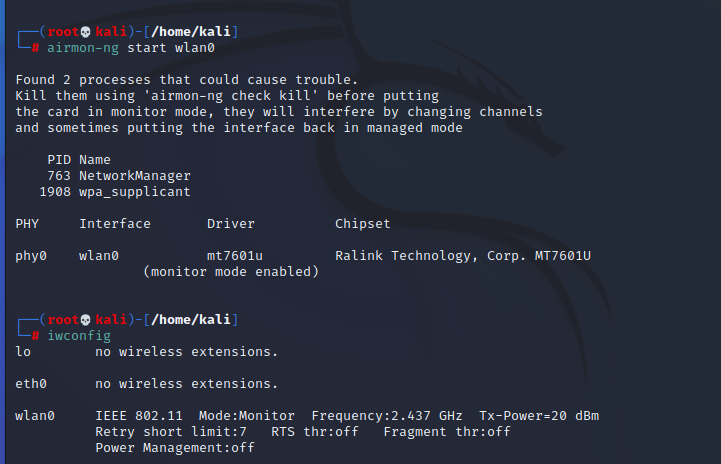 ┌──(root💀kali)-[/home/kali]
└─# airmon-ng start wlan0
Found 2 processes that could cause trouble.
Kill them using 'airmon-ng check kill' before putting
the card in monitor mode, they will interfere by changing channels
and sometimes putting the interface back in managed mode
PID Name
763 NetworkManager
1908 wpa_supplicant
PHY Interface Driver Chipset
phy0 wlan0 mt7601u Ralink Technology, Corp. MT7601U
(monitor mode enabled)
┌──(root💀kali)-[/home/kali]
└─# iwconfig
lo no wireless extensions.
eth0 no wireless extensions.
wlan0 IEEE 802.11 Mode:Monitor Frequency:2.437 GHz Tx-Power=20 dBm
Retry short limit:7 RTS thr:off Fragment thr:off
Power Management:off